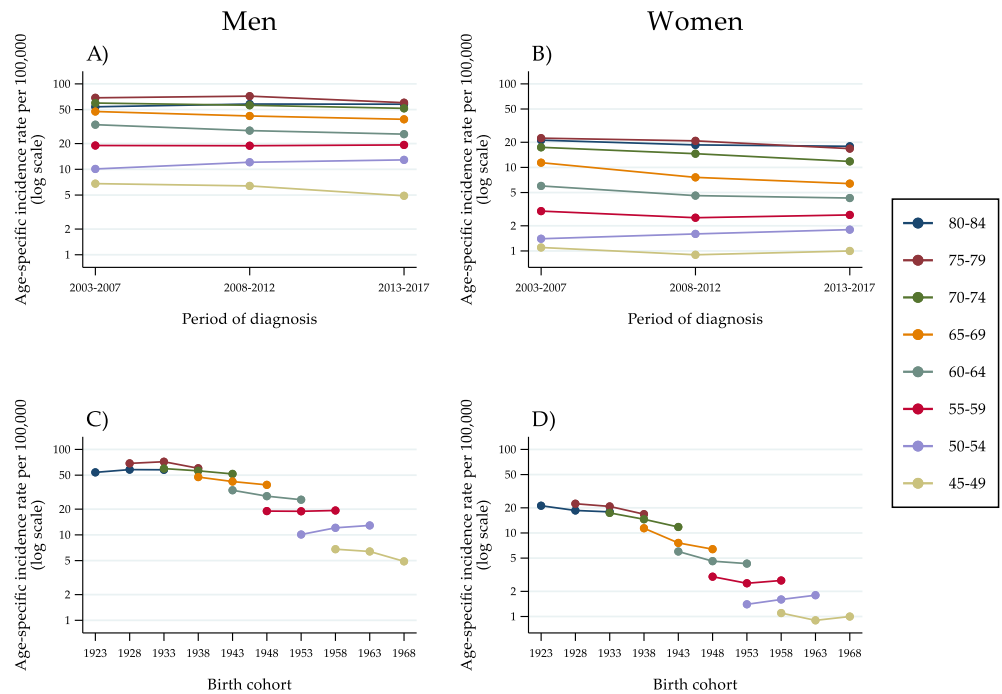 Men
Women
A)
Age-specific incidence rate per 100,000
(log scale)
100
50
20
10
5
2
1
2003-2007
2008-2012
2013-2017
Period of diagnosis
B)
Age-specific incidence rate per 100,000
(log scale)
100
50
20
10
5
2
1
2003-2007
2008-2012
2013-2017
Period of diagnosis
80-84
75-79
70-74
65-69
60-64
55-59
50-54
45-49
C)
Age-specific incidence rate per 100,000
(log scale)
100
50
20
10
5
2
1
1923 1928 1933 1938 1943 1948 1953 1958 1963 1968
Birth cohort
D)
Age-specific incidence rate per 100,000
(log scale)
100
50
20
10
5
2
1
1923 1928 1933 1938 1943 1948 1953 1958 1963 1968
Birth cohort